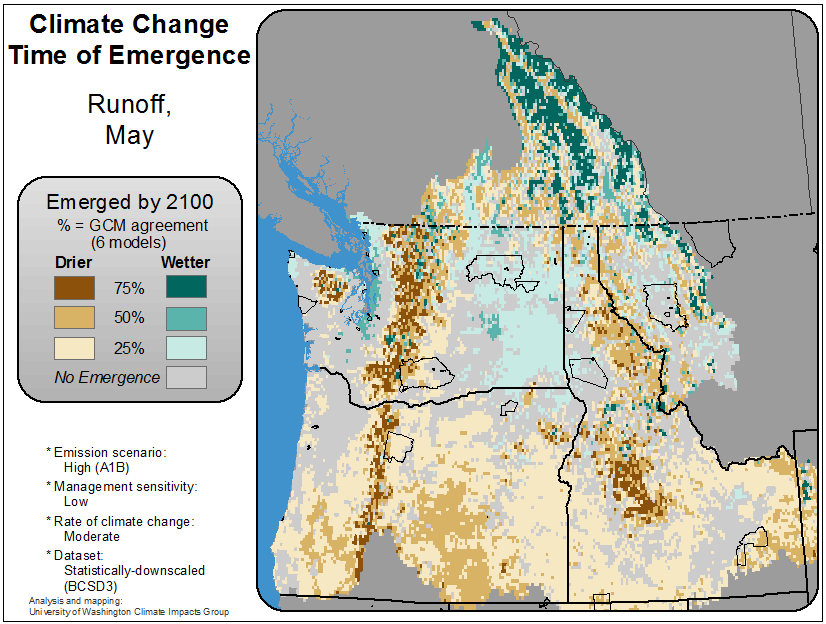 Climate Change
Time of Emergence
Runoff,
May
Emerged by 2100
% = GCM agreement
(6 models)
Drier Wetter
75%
50%
25%
No Emergence
* Emission scenario:
High (A1B)
* Management sensitivity:
Low
* Rate of climate change:
Moderate
* Dataset:
Statistically-downscaled
(BCSD3)
Analysis and mapping:
University of Washington Climate Impacts Group